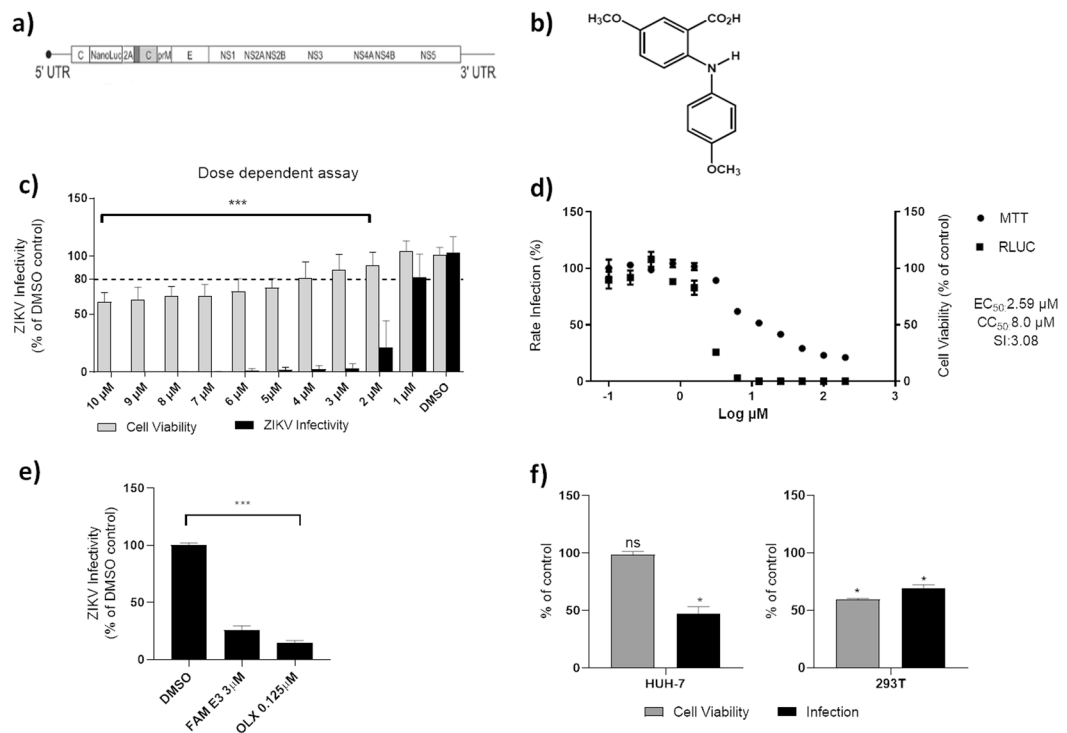 a)
C NanoLuc 2A C prM E NS1 NS2A NS2B NS3 NS4A NS4B NS5
5' UTR
3' UTR
b)
H₃CO
CO₂H
N
H
OCH₃
c)
Dose dependent assay
ZIKV Infectivity
(% of DMSO control)
150
100
80
50
0
***
10 µM
9 µM
8 µM
7 µM
6 µM
5µM
4 µM
3 µM
2 µM
1 µM
DMSO
Cell Viability
ZIKV Infectivity
d)
Rate Infection (%)
150
100
50
0
-1
0
1
2
3
Log µM
150
100
50
0
Cell Viability (% of control)
MTT
RLUC
EC₅₀:2.59 µM
CC₅₀:8.0 µM
SI:3.08
e)
ZIKV Infectivity
(% of DMSO control)
150
100
50
0
***
DMSO
FAM E3 3µM
OLX 0.125µM
f)
% of control
150
100
50
0
ns
*
HUH-7
% of control
150
100
50
0
*
*
293T
Cell Viability
Infection